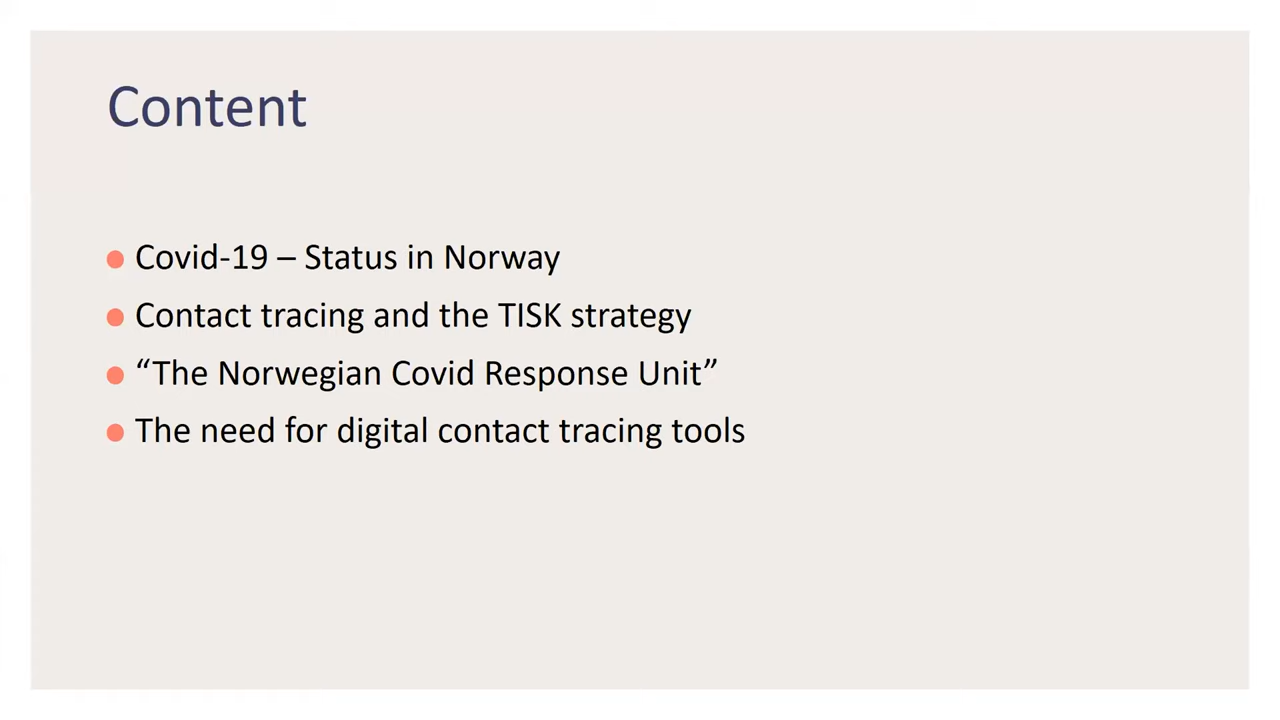 Content
Covid-19 – Status in Norway
Contact tracing and the TISK strategy
“The Norwegian Covid Response Unit”
The need for digital contact tracing tools